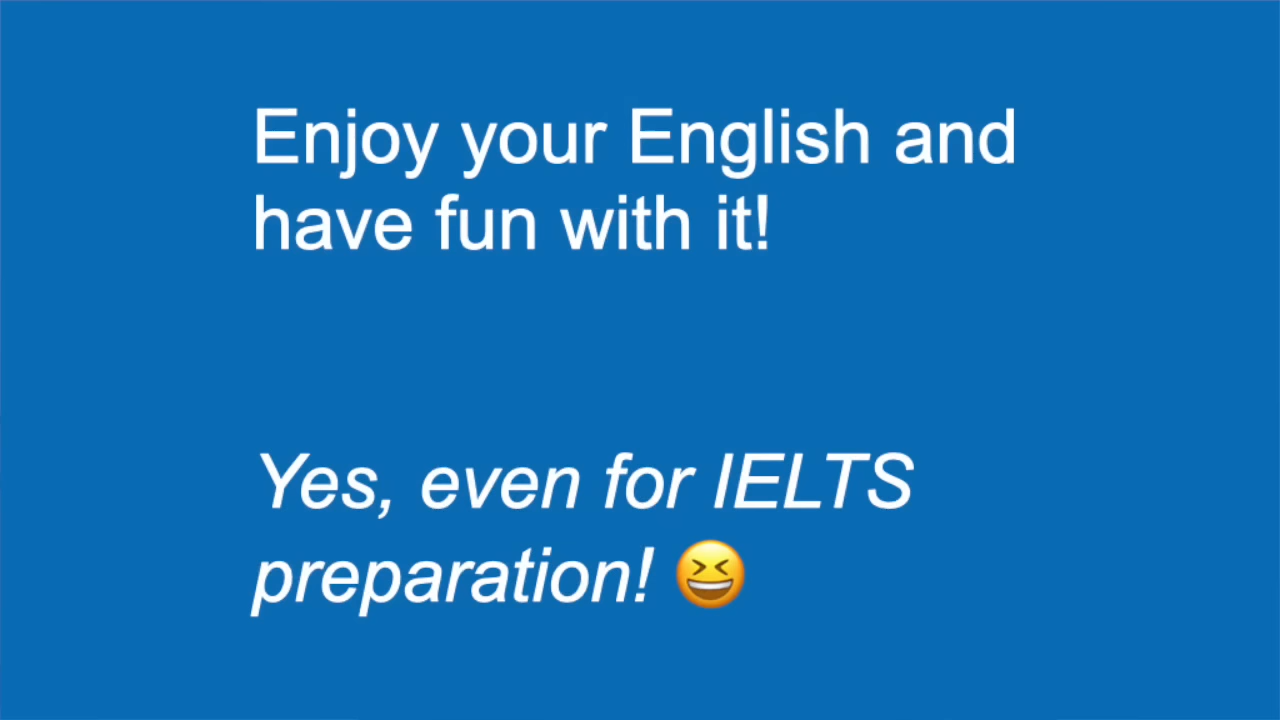 Enjoy your English and
have fun with it!
Yes, even for IELTS
preparation! 😆